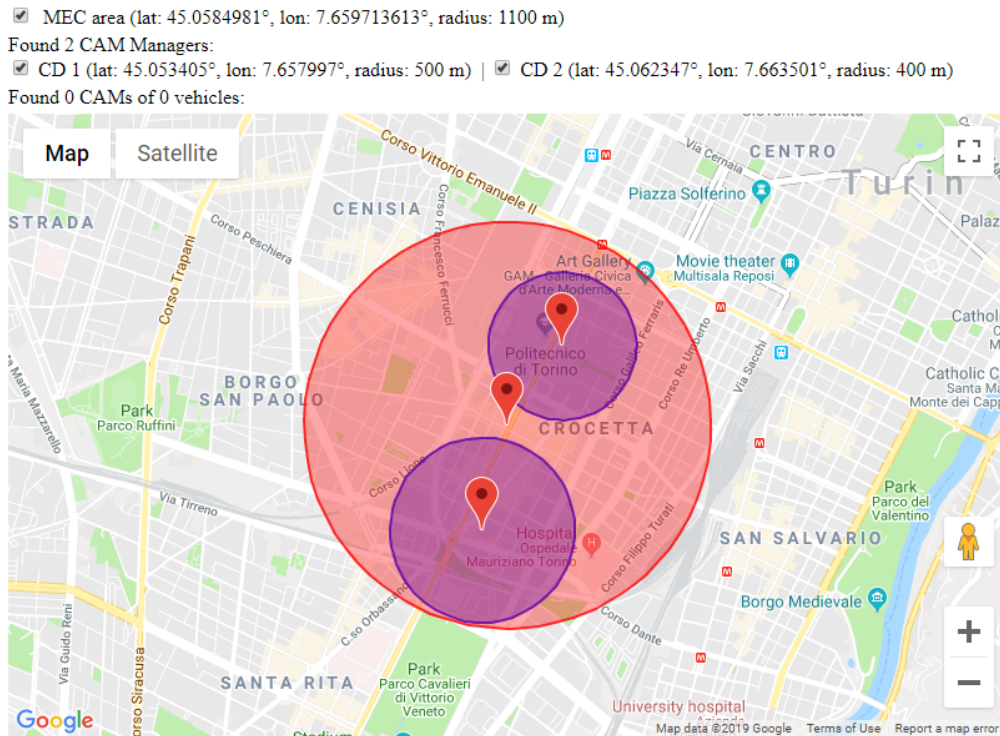 MEC area (lat: 45.0584981°, lon: 7.659713613°, radius: 1100 m)
Found 2 CAM Managers:
CD 1 (lat: 45.053405°, lon: 7.657997°, radius: 500 m) | CD 2 (lat: 45.062347°, lon: 7.663501°, radius: 400 m)
Found 0 CAMs of 0 vehicles:
Map
Satellite
Corso Vittorio Emanuele II
Via Cernaia
CENTRO
Turin
Piazza Solferino
STRADA
CENISIA
Corso Peschiera
Corso Francesco Ferrucci
Corso Trapani
Palaz
Art Gallery
GAM - Galleria Civica
d'Arte Moderna e...
Movie theater
Multisala Reposi
Catholi
Politecnico
di Torino
Corso Galileo Ferraris
Corso Re Umberto
Via Sacchi
Catholic C
Santa Ma
Monte dei Cap
BORGO
SAN PAOLO
Park
Parco Ruffini
Maria Mazzarello
CROCETTA
Corso Lione
Via Tirreno
Park
Parco del
Valentino
Hospital
Ospedale
Mauriziano Torino
Corso Filippo Turati
SAN SALVARIO
C.so Orbassano
Corso Dante
Borgo Medievale
Via Guido Reni
Corso Siracusa
SANTA RITA
Park
Parco Cavalieri
di Vittorio
Veneto
University hospital
Google
Map data ©2019 Google
Terms of Use
Report a map error